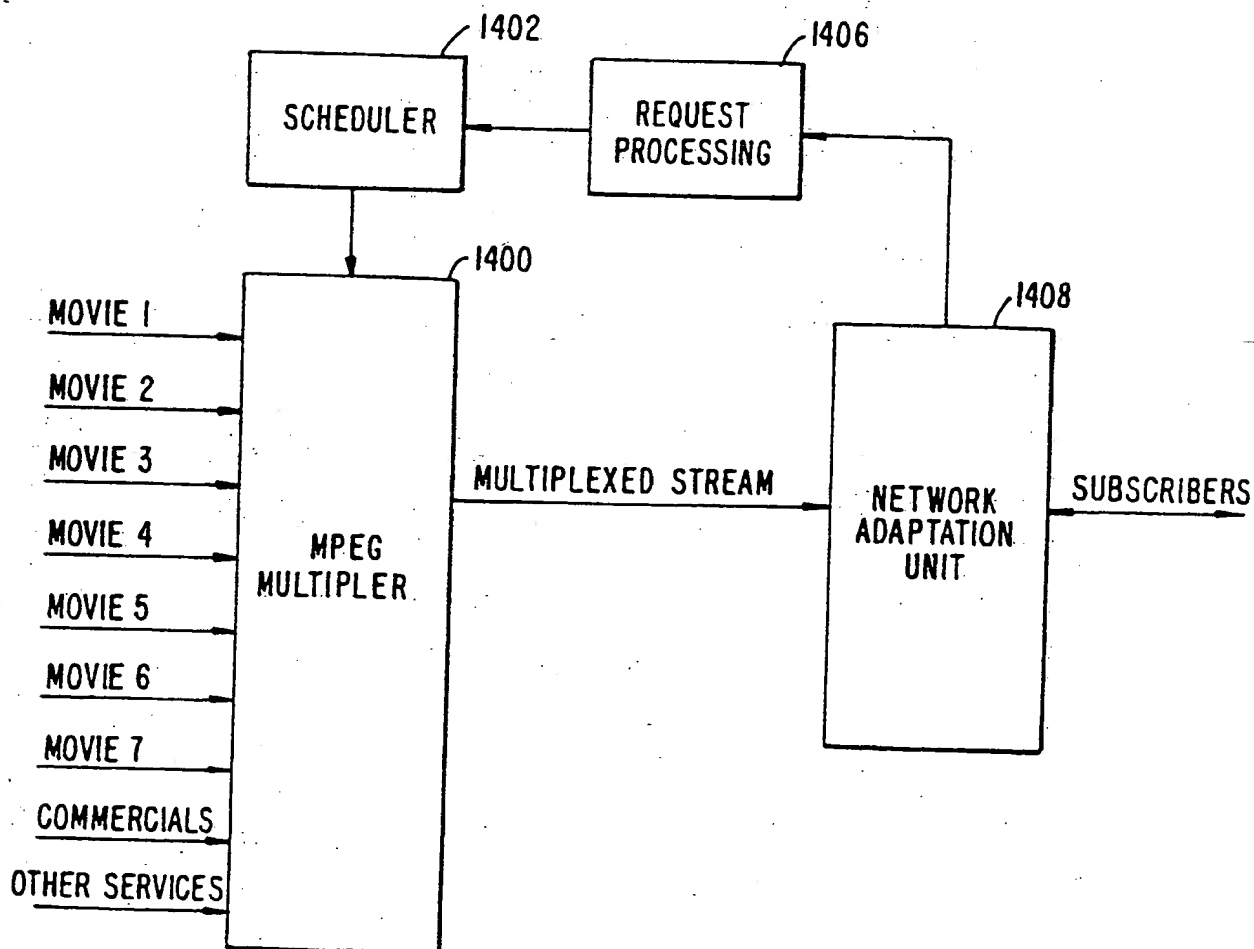 1402
1406
SCHEDULER
REQUEST
PROCESSING
1400
1408
MOVIE 1
MOVIE 2
MOVIE 3
MOVIE 4
MOVIE 5
MOVIE 6
MOVIE 7
COMMERCIALS
OTHER SERVICES
MPEG
MULTIPLER
MULTIPLEXED STREAM
NETWORK
ADAPTATION
UNIT
SUBSCRIBERS